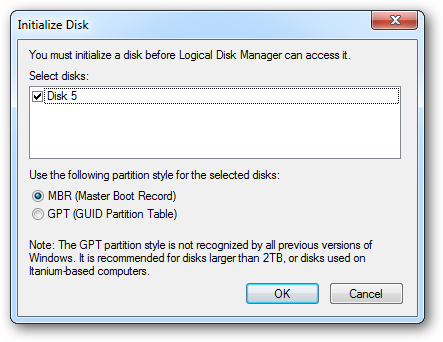 Initialize Disk
You must initialize a disk before Logical Disk Manager can access it.
Select disks:
Disk 5
Use the following partition style for the selected disks:
MBR (Master Boot Record)
GPT (GUID Partition Table)
Note: The GPT partition style is not recognized by all previous versions of
Windows. It is recommended for disks larger than 2TB, or disks used on
Itanium-based computers.
OK Cancel